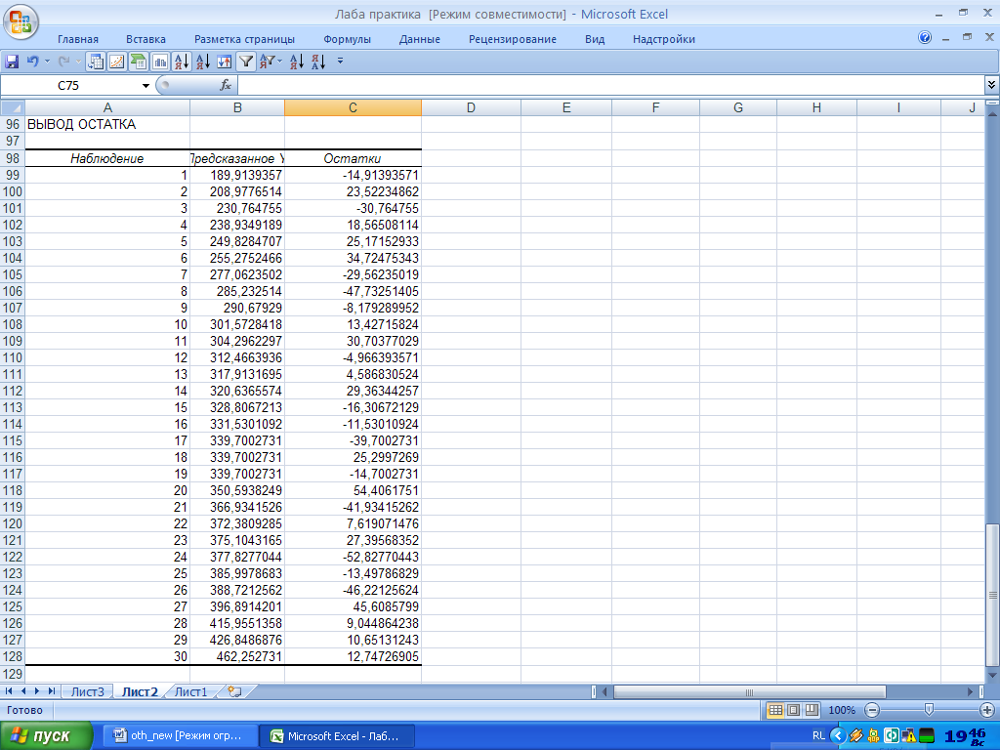 Лаба практика [Режим совместимости] - Microsoft Excel
Главная Вставка Разметка страницы Формулы Данные Рецензирование Вид Надстройки
C75 fx
A B C D E F G H I J
96 ВЫВОД ОСТАТКА
97
98 Наблюдение Предсказанное Y Остатки
99 1 189,9139357 -14,91393571
100 2 208,9776514 23,52234862
101 3 230,764755 -30,764755
102 4 238,9349189 18,56508114
103 5 249,8284707 25,17152933
104 6 255,2752466 34,72475343
105 7 277,0623502 -29,56235019
106 8 285,232514 -47,73251405
107 9 290,67929 -8,179289952
108 10 301,5728418 13,42715824
109 11 304,2962297 30,70377029
110 12 312,4663936 -4,966393571
111 13 317,9131695 4,586830524
112 14 320,6365574 29,36344257
113 15 328,8067213 -16,30672129
114 16 331,5301092 -11,53010924
115 17 339,7002731 -39,7002731
116 18 339,7002731 25,2997269
117 19 339,7002731 -14,7002731
118 20 350,5938249 54,4061751
119 21 366,9341526 -41,93415262
120 22 372,3809285 7,619071476
121 23 375,1043165 27,39568352
122 24 377,8277044 -52,82770443
123 25 385,9978683 -13,49786829
124 26 388,7212562 -46,22125624
125 27 396,8914201 45,6085799
126 28 415,9551358 9,044864238
127 29 426,8486876 10,65131243
128 30 462,252731 12,74726905
129
Лист3 Лист2 Лист1
Готово 100%
пуск oth_new [Режим огр... Microsoft Excel - Лаб... RL 19 46 Вс